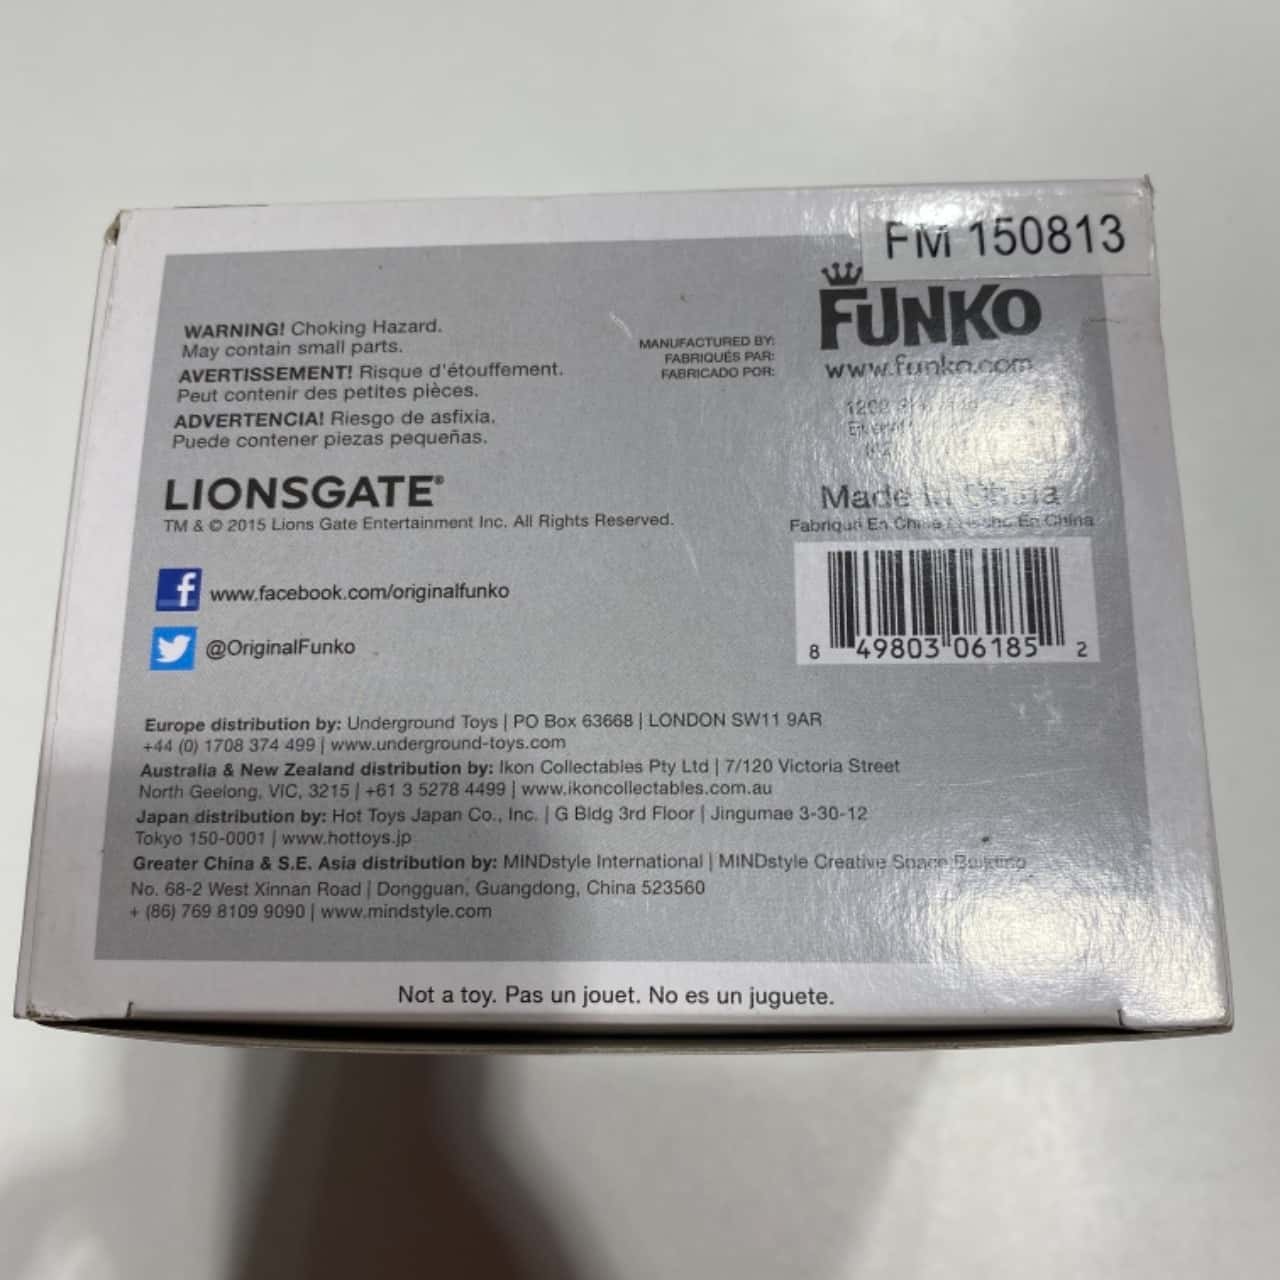 FM 150813
WARNING! Choking Hazard.
May contain small parts.
AVERTISSEMENT! Risque d'étouffement.
Peut contenir des petites pièces.
ADVERTENCIA! Riesgo de asfixia.
Puede contener piezas pequeñas.
MANUFACTURED BY:
FABRIQUÉS PAR:
FABRICADO POR:
FUNKO
www.funko.com
1202
Made in China
LIONSGATE®
TM & © 2015 Lions Gate Entertainment Inc. All Rights Reserved.
f www.facebook.com/originalfunko
@OriginalFunko
8 49803 06185 2
Europe distribution by: Underground Toys | PO Box 63668 | LONDON SW11 9AR
+44 (0) 1708 374 499 | www.underground-toys.com
Australia & New Zealand distribution by: Ikon Collectables Pty Ltd | 7/120 Victoria Street
North Geelong, VIC, 3215 | +61 3 5278 4499 | www.ikoncollectables.com.au
Japan distribution by: Hot Toys Japan Co., Inc. | G Bldg 3rd Floor | Jingumae 3-30-12
Tokyo 150-0001 | www.hottoys.jp
Greater China & S.E. Asia distribution by: MINDstyle International | MINDstyle Creative Space Building
No. 68-2 West Xinnan Road | Dongguan, Guangdong, China 523560
+ (86) 769 8109 9090 | www.mindstyle.com
Not a toy. Pas un jouet. No es un juguete.